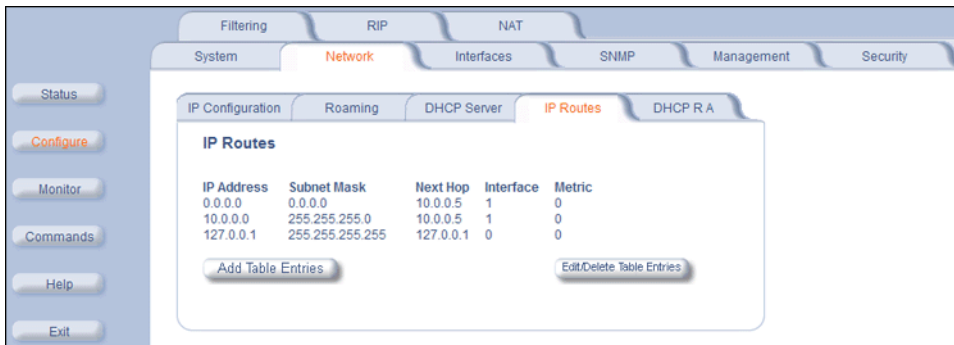 Filtering RIP NAT
System Network Interfaces SNMP Management Security
Status
Configure
Monitor
Commands
Help
Exit
IP Configuration Roaming DHCP Server IP Routes DHCP R A
IP Routes
IP Address Subnet Mask Next Hop Interface Metric
0.0.0.0 0.0.0.0 10.0.0.5 1 0
10.0.0.0 255.255.255.0 10.0.0.5 1 0
127.0.0.1 255.255.255.255 127.0.0.1 0 0
Add Table Entries Edit/Delete Table Entries